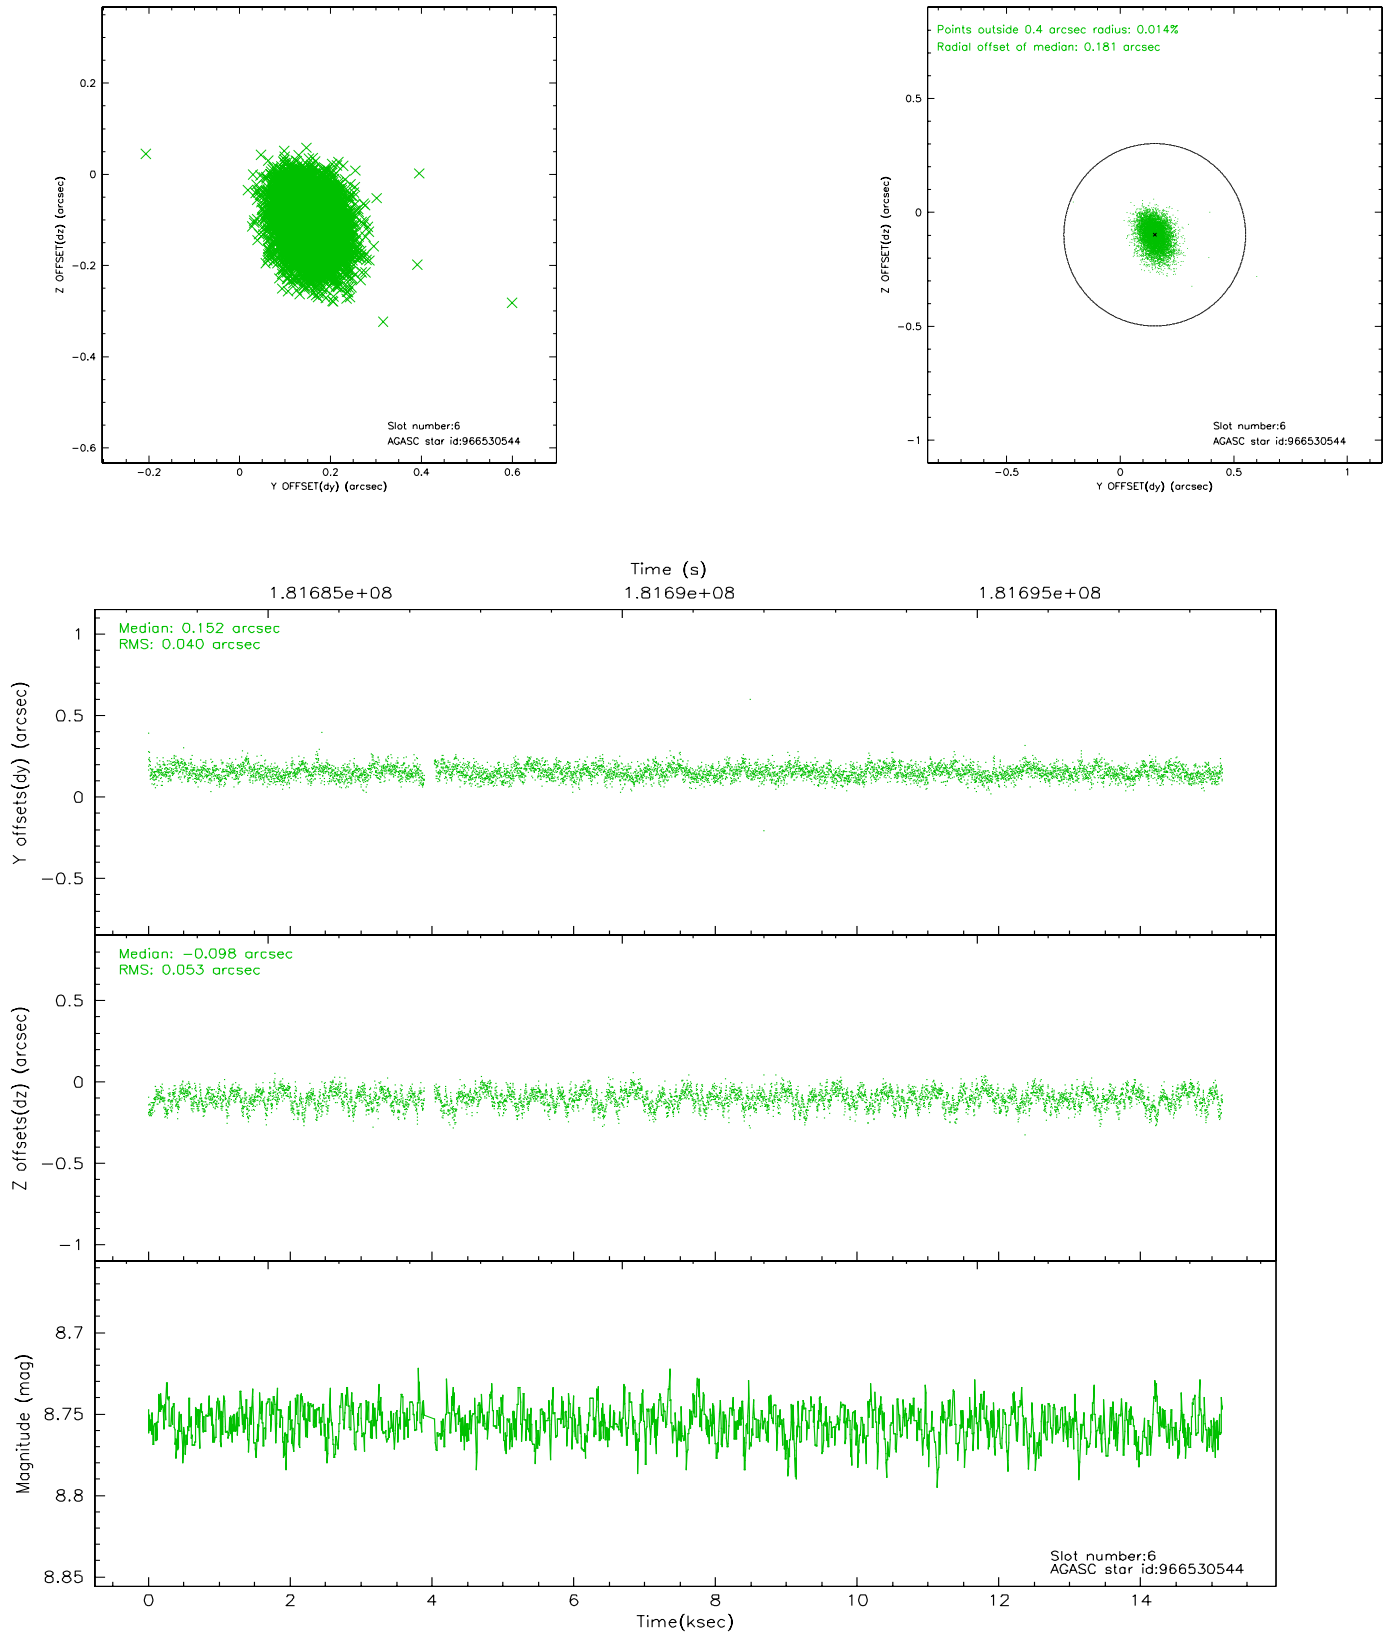 0.2
0
−0.2
−0.4
−0.6
Z OFFSET(dz) (arcsec)
Slot number:6
AGASC star id:966530544
−0.2
0
0.2
0.4
0.6
Y OFFSET(dy) (arcsec)
Points outside 0.4 arcsec radius: 0.014%
Radial offset of median: 0.181 arcsec
0.5
0
−0.5
−1
Z OFFSET(dz) (arcsec)
Slot number:6
AGASC star id:966530544
−0.5
0
0.5
1
Y OFFSET(dy) (arcsec)
Time (s)
1.81685e+08
1.8169e+08
1.81695e+08
Median: 0.152 arcsec
RMS: 0.040 arcsec
1
0.5
0
−0.5
Y offsets(dy) (arcsec)
Median: −0.098 arcsec
RMS: 0.053 arcsec
0.5
0
−0.5
−1
Z offsets(dz) (arcsec)
8.7
8.75
8.8
8.85
Magnitude (mag)
Slot number:6
AGASC star id:966530544
0
2
4
6
8
10
12
14
Time(ksec)